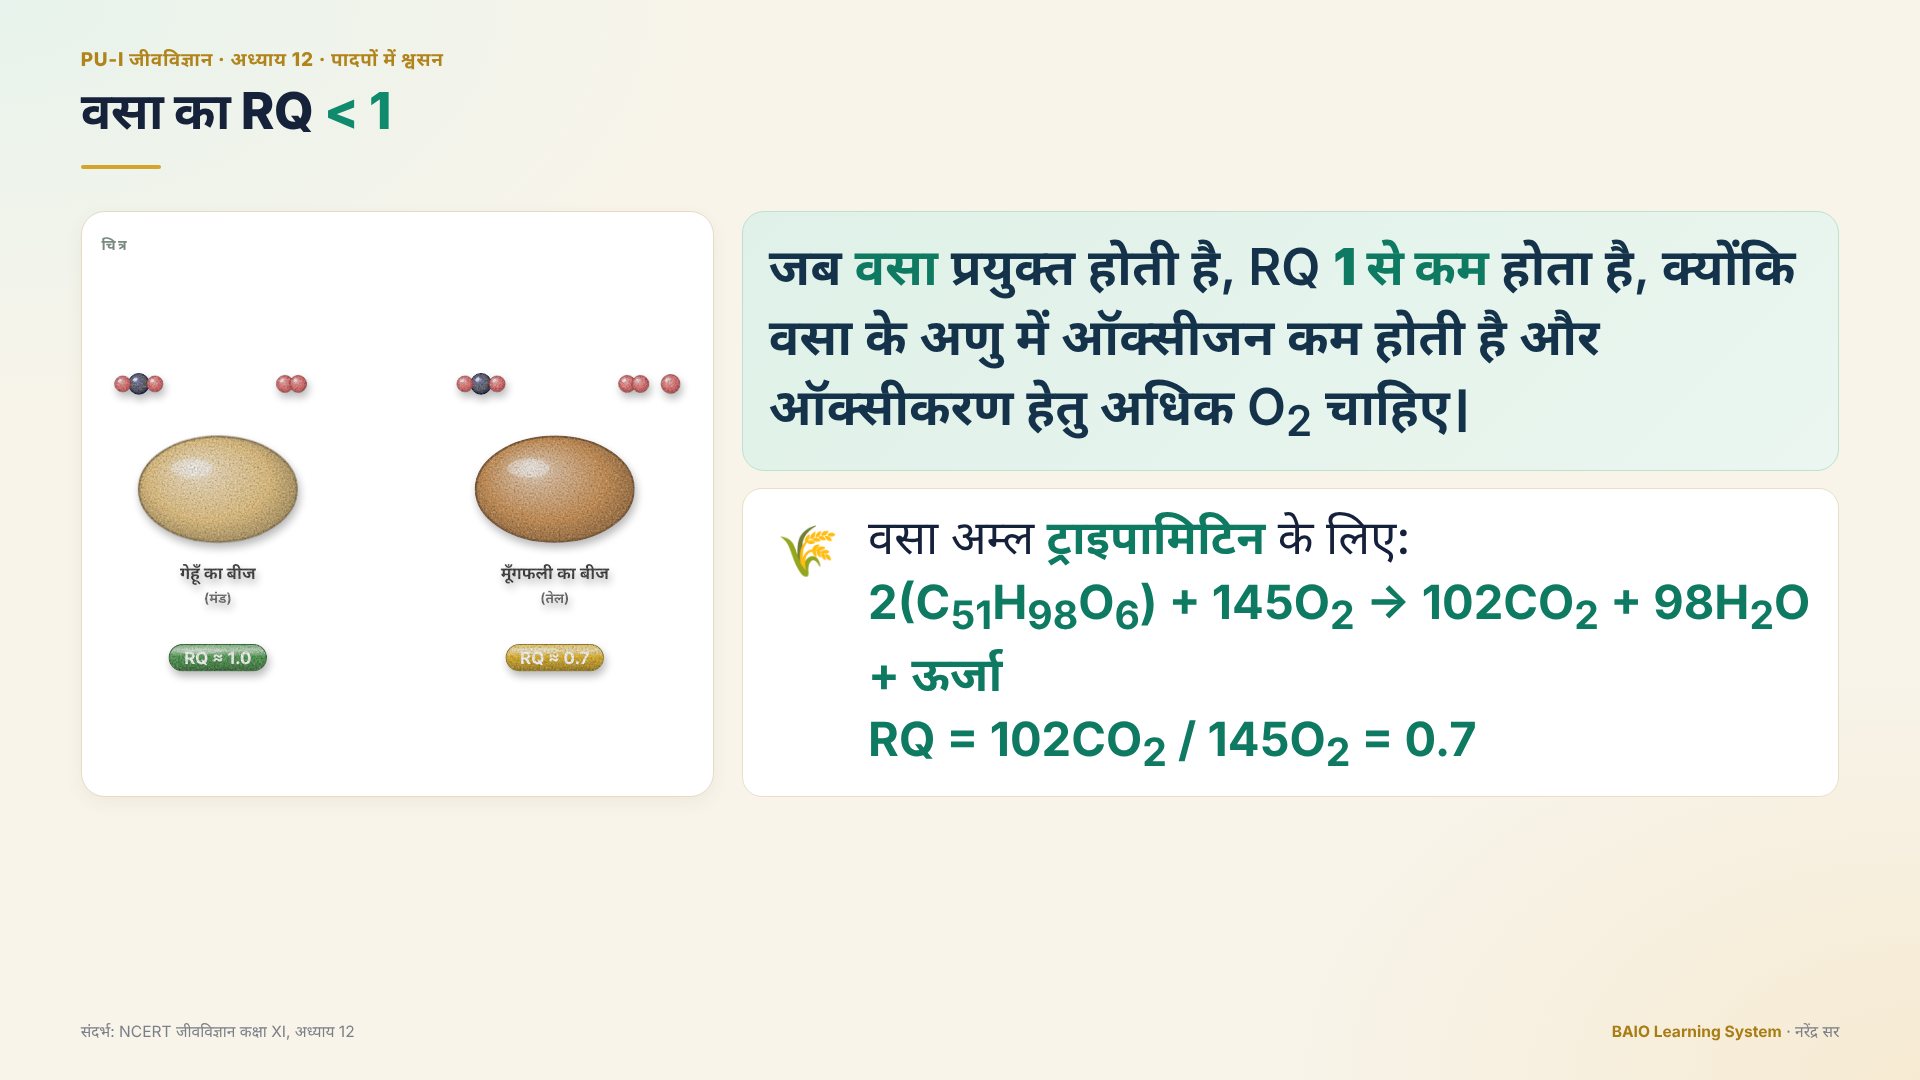 PU-I जीवविज्ञान · अध्याय 12 · पादपों में श्वसन
वसा का RQ < 1
चित्र
गेहूँ का बीज
(मंड)
RQ ≈ 1.0
मूँगफली का बीज
(तेल)
RQ ≈ 0.7
जब वसा प्रयुक्त होती है, RQ 1 से कम होता है, क्योंकि
वसा के अणु में ऑक्सीजन कम होती है और
ऑक्सीकरण हेतु अधिक O₂ चाहिए।
वसा अम्ल ट्राइपामिटिन के लिए:
2(C₅₁H₉₈O₆) + 145O₂ → 102CO₂ + 98H₂O
+ ऊर्जा
RQ = 102CO₂ / 145O₂ = 0.7
संदर्भ: NCERT जीवविज्ञान कक्षा XI, अध्याय 12
BAIO Learning System · नरेंद्र सर